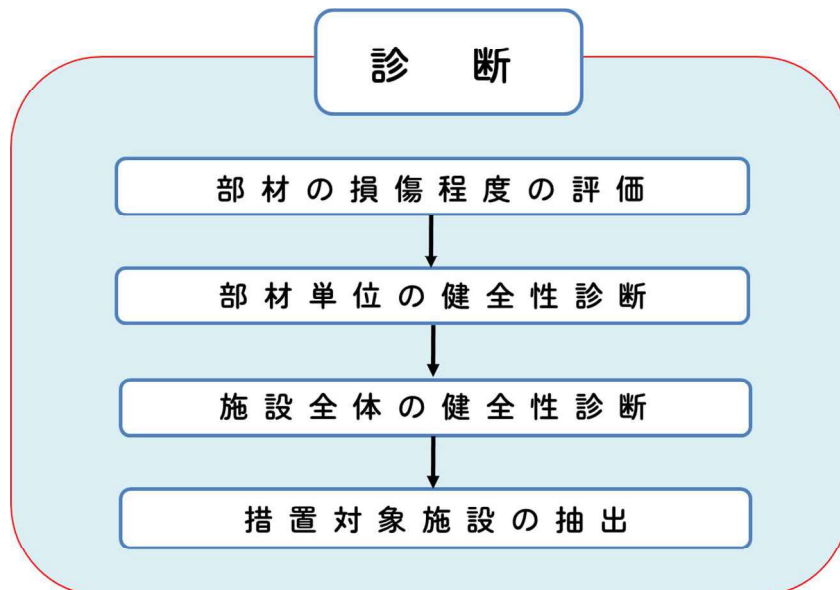 診 断
部材の損傷程度の評価
部材単位の健全性診断
施設全体の健全性診断
措置対象施設の抽出